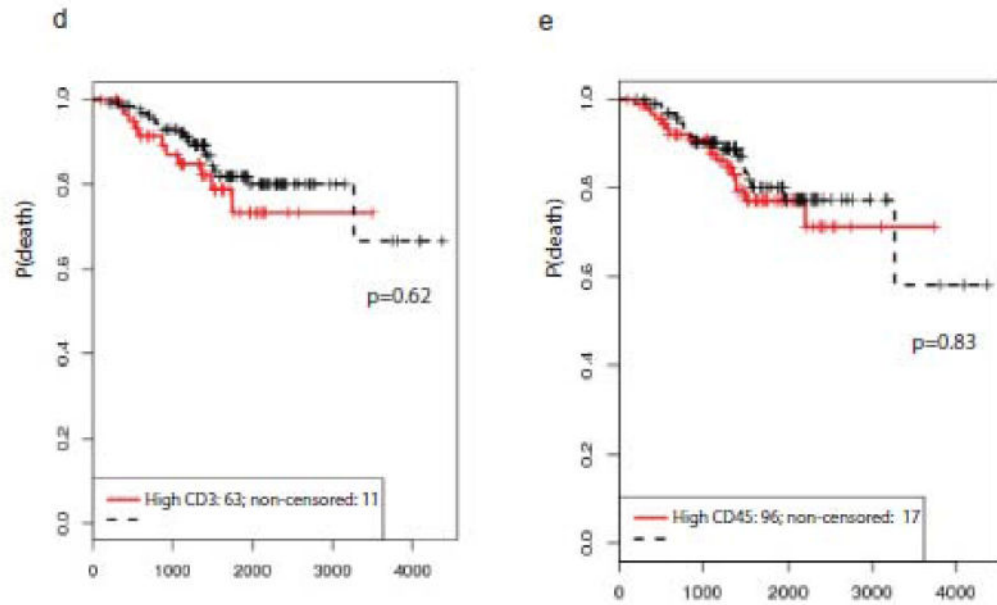 d
e
P(death)
1.0
0.8
0.6
0.4
0.2
0.0
p=0.62
High CD3: 63; non-censored: 11
0 1000 2000 3000 4000
P(death)
1.0
0.8
0.6
0.4
0.2
0.0
p=0.83
High CD45: 96; non-censored: 17
0 1000 2000 3000 4000